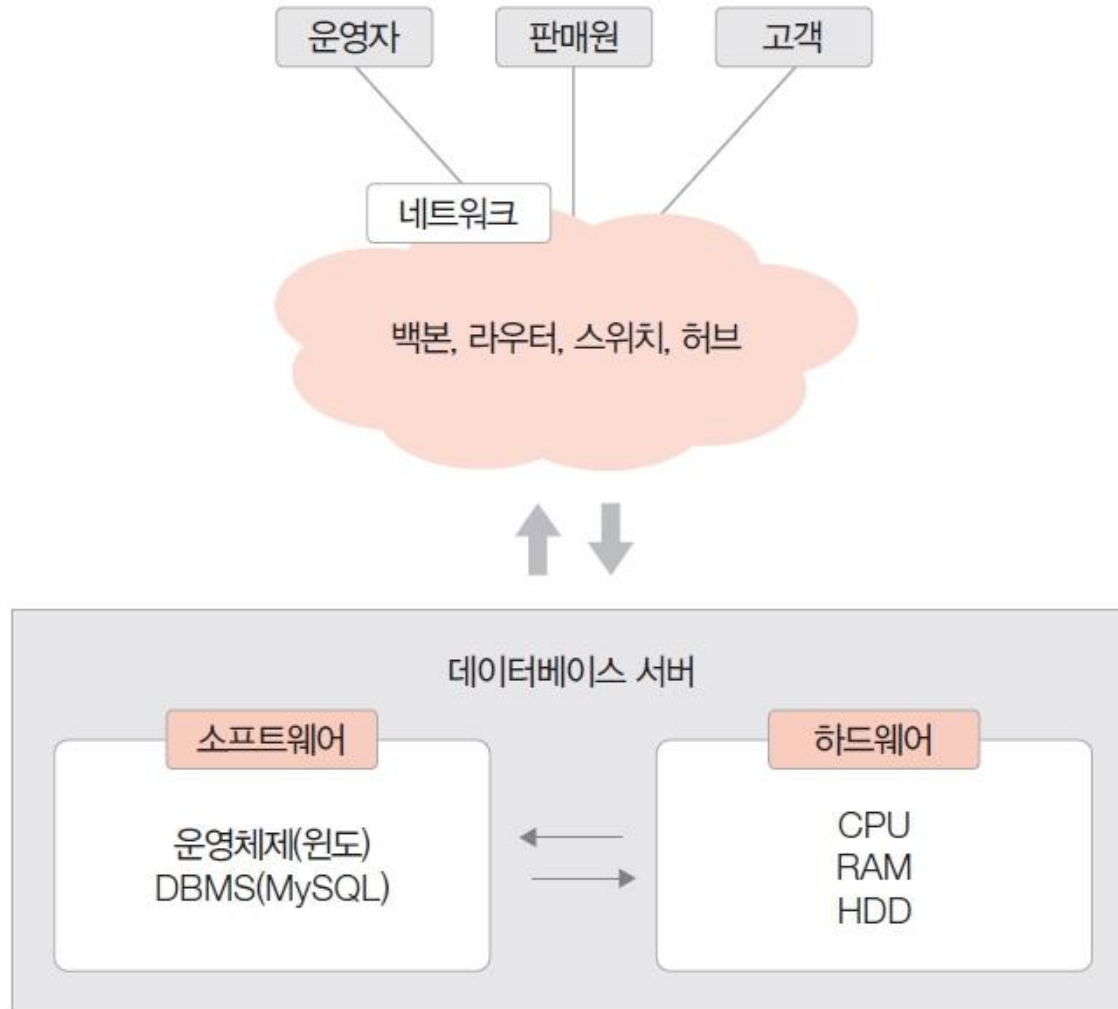 운영자 판매원 고객
네트워크
백본, 라우터, 스위치, 허브
데이터베이스 서버
소프트웨어
운영체제(윈도)
DBMS(MySQL)
하드웨어
CPU
RAM
HDD